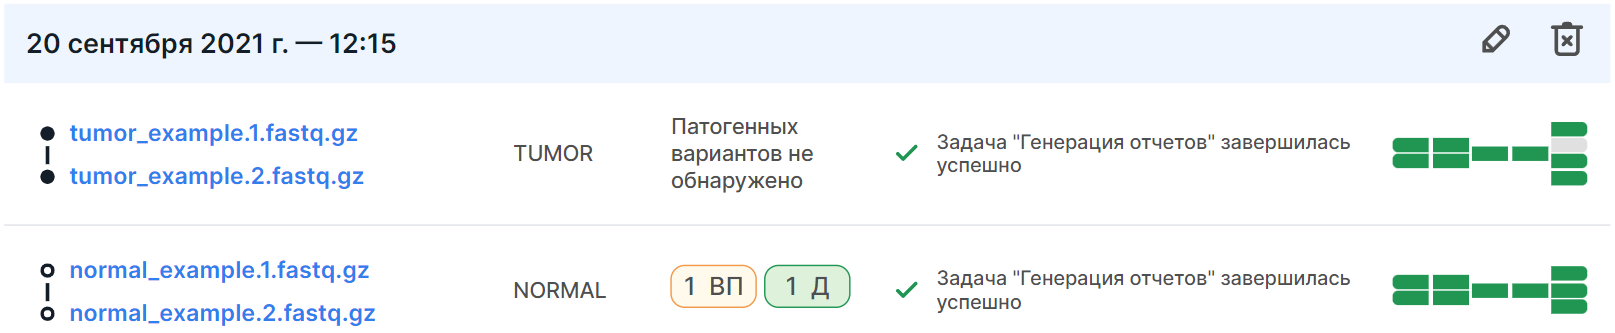 20 сентября 2021 г. — 12:15
tumor_example.1.fastq.gz
tumor_example.2.fastq.gz
TUMOR
Патогенных
вариантов не
обнаружено
Задача "Генерация отчетов" завершилась
успешно
normal_example.1.fastq.gz
normal_example.2.fastq.gz
NORMAL
1 ВП
1 Д
Задача "Генерация отчетов" завершилась
успешно